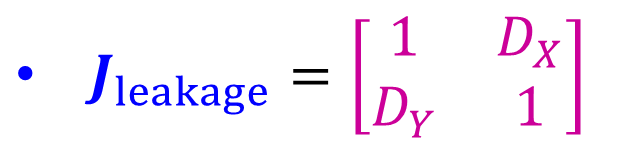 • J_leakage = [1 D_X
D_Y 1]